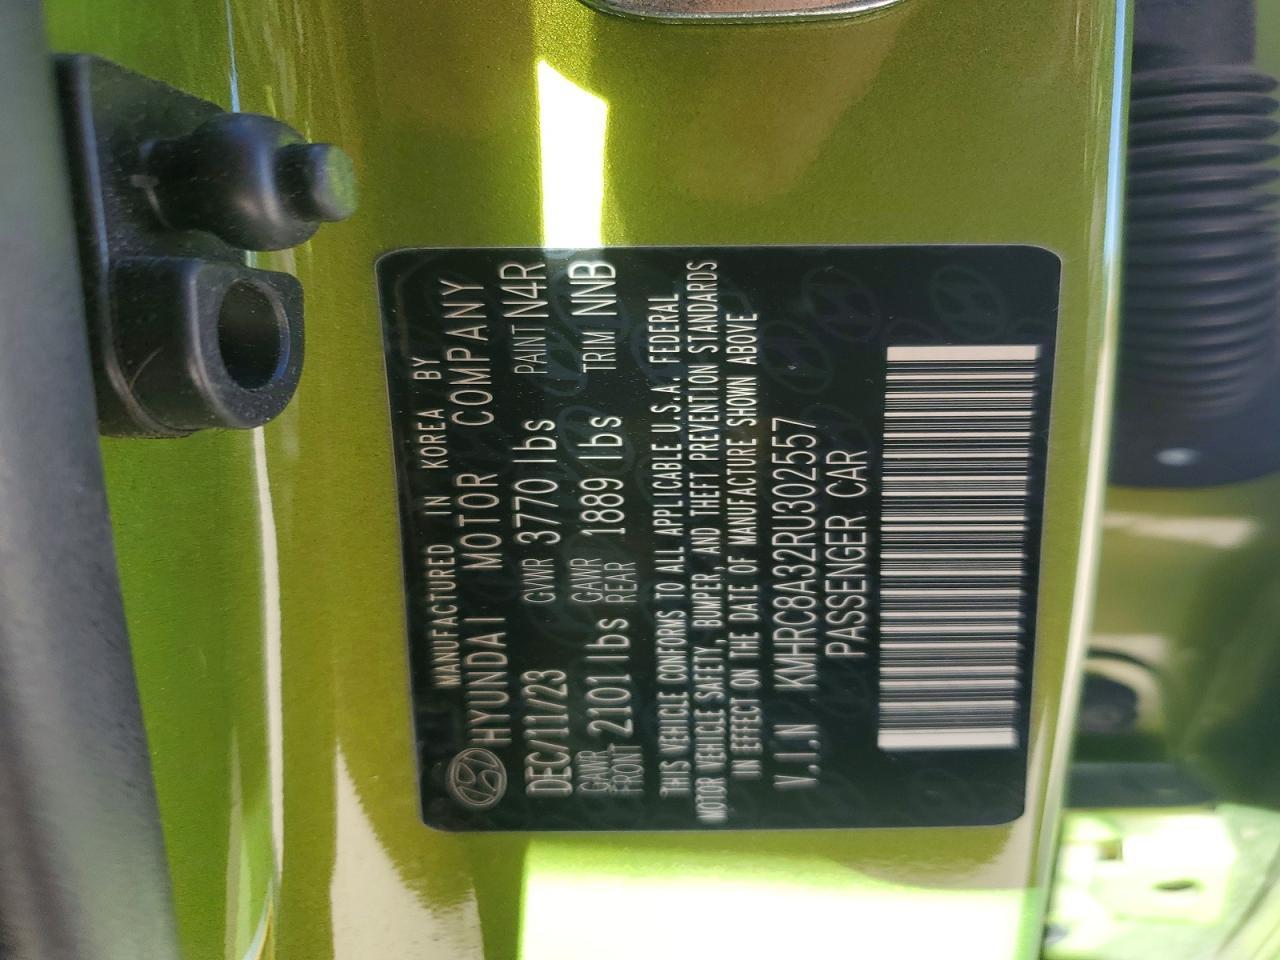 MANUFACTURED IN KOREA BY
HYUNDAI MOTOR COMPANY
DEC/11/23 GVWR 3770 lbs PAINT N4R
GAWR FRONT 2101 lbs GAWR REAR 1889 lbs TRIM NNB
THIS VEHICLE CONFORMS TO ALL APPLICABLE U.S.A. FEDERAL
MOTOR VEHICLE SAFETY, BUMPER, AND THEFT PREVENTION STANDARDS
IN EFFECT ON THE DATE OF MANUFACTURE SHOWN ABOVE
V.I.N KMHRC8A32RU302557
PASSENGER CAR